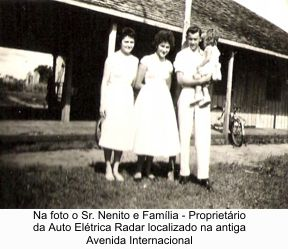 Na foto o Sr. Nenito e Família - Proprietário
da Auto Elétrica Radar localizado na antiga
Avenida Internacional